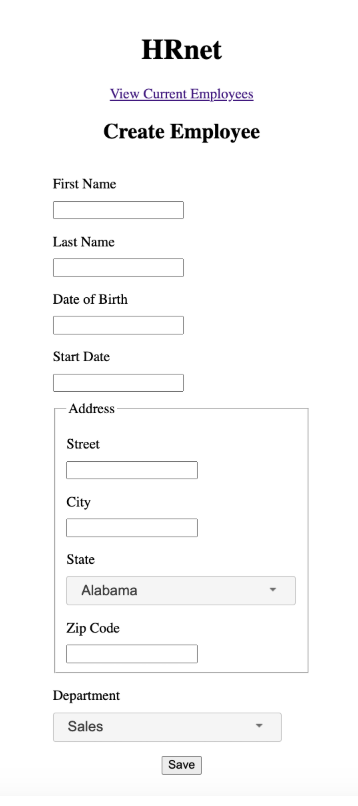 HRnet
View Current Employees
Create Employee
First Name
Last Name
Date of Birth
Start Date
Address
Street
City
State
Alabama
Zip Code
Department
Sales
Save